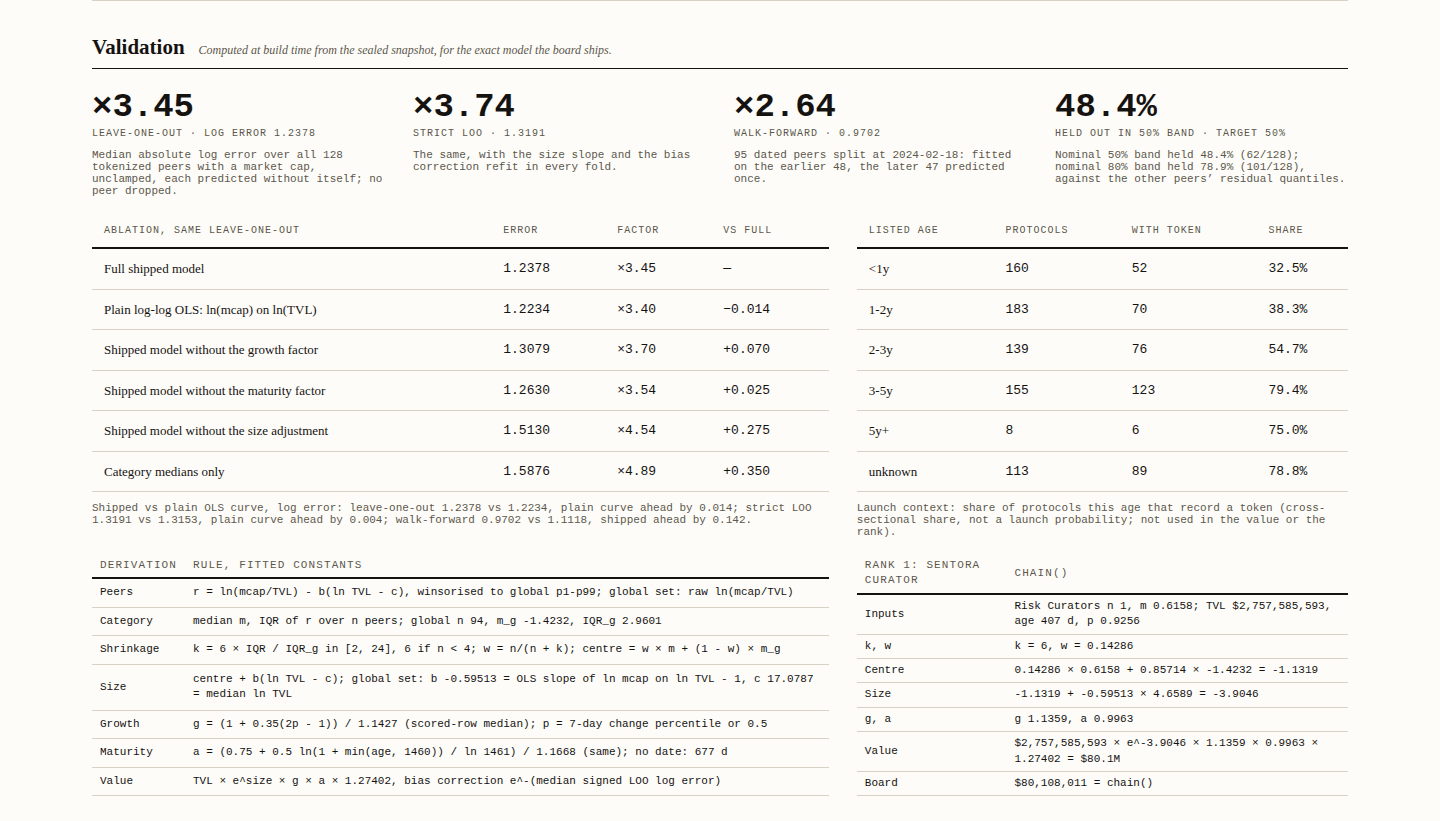 Validation Computed at build time from the sealed snapshot, for the exact model the board ships.
×3.45
LEAVE-ONE-OUT · LOG ERROR 1.2378
Median absolute log error over all 128
tokenized peers with a market cap,
unclamped, each predicted without itself; no
peer dropped.
×3.74
STRICT LOO · 1.3191
The same, with the size slope and the bias
correction refit in every fold.
×2.64
WALK-FORWARD · 0.9702
95 dated peers split at 2024-02-18: fitted
on the earlier 48, the later 47 predicted
once.
48.4%
HELD OUT IN 50% BAND · TARGET 50%
Nominal 50% band held 48.4% (62/128);
nominal 80% band held 78.9% (101/128),
against the other peers’ residual quantiles.
ABLATION, SAME LEAVE-ONE-OUT ERROR FACTOR VS FULL
Full shipped model 1.2378 ×3.45 —
Plain log-log OLS: ln(mcap) on ln(TVL) 1.2234 ×3.40 −0.014
Shipped model without the growth factor 1.3079 ×3.70 +0.070
Shipped model without the maturity factor 1.2630 ×3.54 +0.025
Shipped model without the size adjustment 1.5130 ×4.54 +0.275
Category medians only 1.5876 ×4.89 +0.350
Shipped vs plain OLS curve, log error: leave-one-out 1.2378 vs 1.2234, plain curve ahead by 0.014; strict LOO
1.3191 vs 1.3153, plain curve ahead by 0.004; walk-forward 0.9702 vs 1.1118, shipped ahead by 0.142.
LISTED AGE PROTOCOLS WITH TOKEN SHARE
<1y 160 52 32.5%
1-2y 183 70 38.3%
2-3y 139 76 54.7%
3-5y 155 123 79.4%
5y+ 8 6 75.0%
unknown 113 89 78.8%
Launch context: share of protocols this age that record a token (cross-
sectional share, not a launch probability; not used in the value or the
rank).
DERIVATION RULE, FITTED CONSTANTS
Peers r = ln(mcap/TVL) - b(ln TVL - c), winsorised to global p1-p99; global set: raw ln(mcap/TVL)
Category median m, IQR of r over n peers; global n 94, m_g -1.4232, IQR_g 2.9601
Shrinkage k = 6 × IQR / IQR_g in [2, 24], 6 if n < 4; w = n/(n + k); centre = w × m + (1 - w) × m_g
Size centre + b(ln TVL - c); global set: b -0.59513 = OLS slope of ln mcap on ln TVL - 1, c 17.0787
= median ln TVL
Growth g = (1 + 0.35(2p - 1)) / 1.1427 (scored-row median); p = 7-day change percentile or 0.5
Maturity a = (0.75 + 0.5 ln(1 + min(age, 1460)) / ln 1461) / 1.1668 (same); no date: 677 d
Value TVL × e^size × g × a × 1.27402, bias correction e^-(median signed LOO log error)
RANK 1: SENTORA
CURATOR CHAIN()
Inputs Risk Curators n 1, m 0.6158; TVL $2,757,585,593,
age 407 d, p 0.9256
k, w k = 6, w = 0.14286
Centre 0.14286 × 0.6158 + 0.85714 × -1.4232 = -1.1319
Size -1.1319 + -0.59513 × 4.6589 = -3.9046
g, a g 1.1359, a 0.9963
Value $2,757,585,593 × e^-3.9046 × 1.1359 × 0.9963 ×
1.27402 = $80.1M
Board $80,108,011 = chain()